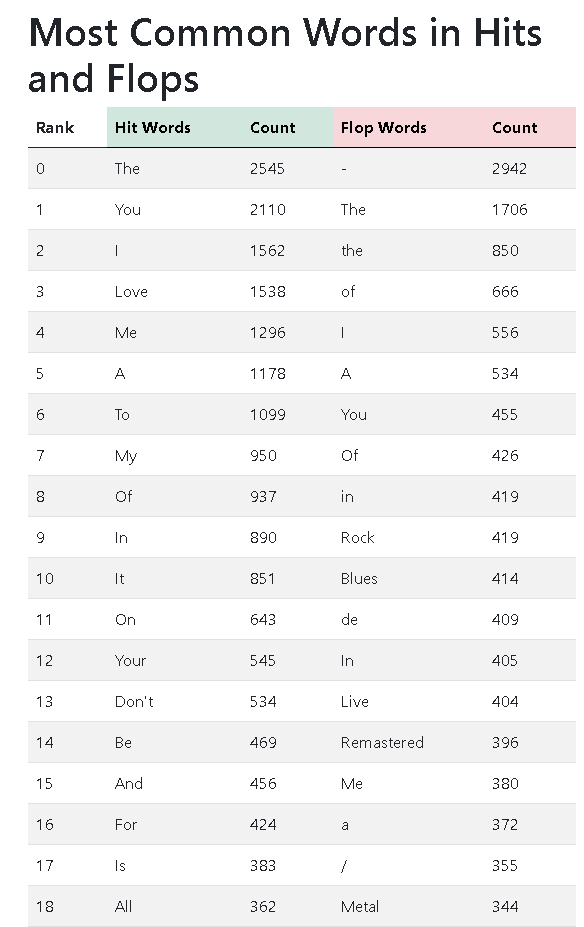 Most Common Words in Hits
and Flops
Rank Hit Words Count Flop Words Count
0 The 2545 - 2942
1 You 2110 The 1706
2 I 1562 the 850
3 Love 1538 of 666
4 Me 1296 I 556
5 A 1178 A 534
6 To 1099 You 455
7 My 950 Of 426
8 Of 937 in 419
9 In 890 Rock 419
10 It 851 Blues 414
11 On 643 de 409
12 Your 545 In 405
13 Don't 534 Live 404
14 Be 469 Remastered 396
15 And 456 Me 380
16 For 424 a 372
17 Is 383 / 355
18 All 362 Metal 344